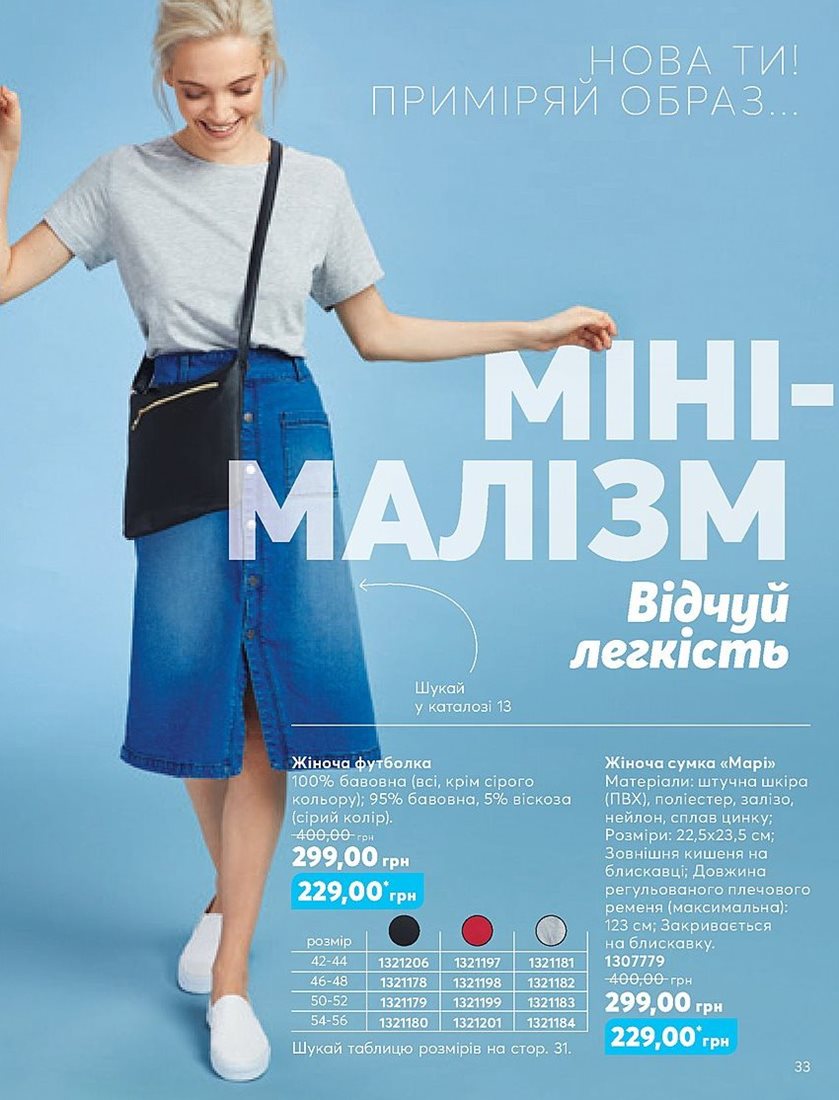 НОВА ТИ!
ПРИМІРЯЙ ОБРАЗ...
МІНІ-
МАЛІЗМ
Відчуй
легкість
Шукай
у каталозі 13
Жіноча футболка
100% бавовна (всі, крім сірого
кольору); 95% бавовна, 5% віскоза
(сірий колір).
400,00 грн
299,00 грн
229,00* грн
розмір
42-44 1321206 1321197 1321181
46-48 1321178 1321198 1321182
50-52 1321179 1321199 1321183
54-56 1321180 1321201 1321184
Шукай таблицю розмірів на стор. 31.
Жіноча сумка «Марі»
Матеріали: штучна шкіра
(ПВХ), поліестер, залізо,
нейлон, сплав цинку;
Розміри: 22,5x23,5 см;
Зовнішня кишеня на
блискавці; Довжина
регульованого плечового
ременя (максимальна):
123 см; Закривається
на блискавку.
1307779
400,00 грн
299,00 грн
229,00* грн
33